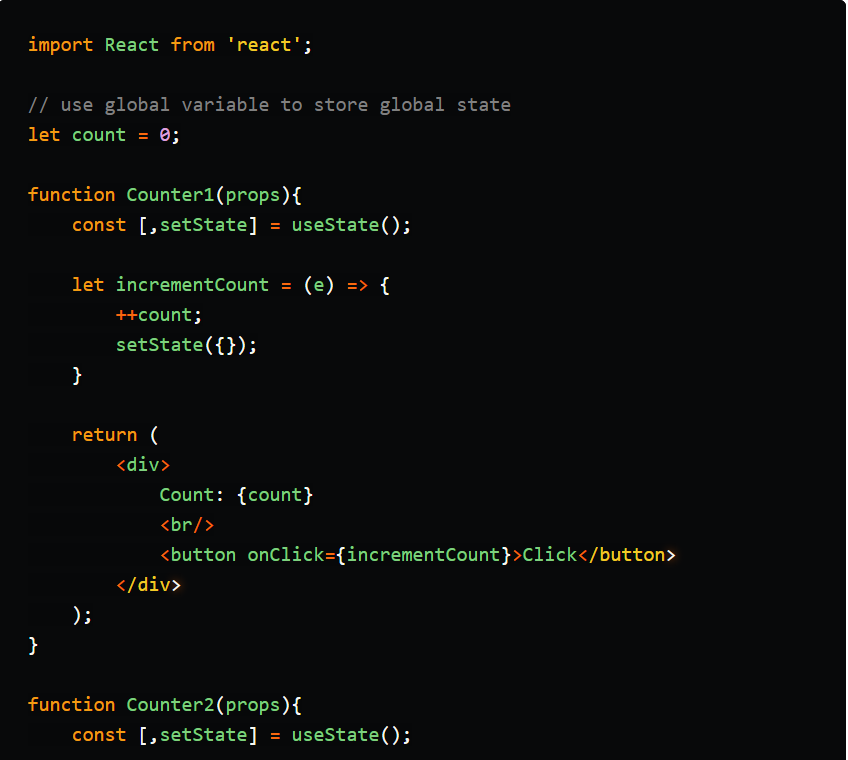 import React from 'react';
// use global variable to store global state
let count = 0;
function Counter1(props){
const [,setState] = useState();
let incrementCount = (e) => {
++count;
setState({});
}
return (
<div>
Count: {count}
<br/>
<button onClick={incrementCount}>Click</button>
</div>
);
}
function Counter2(props){
const [,setState] = useState();